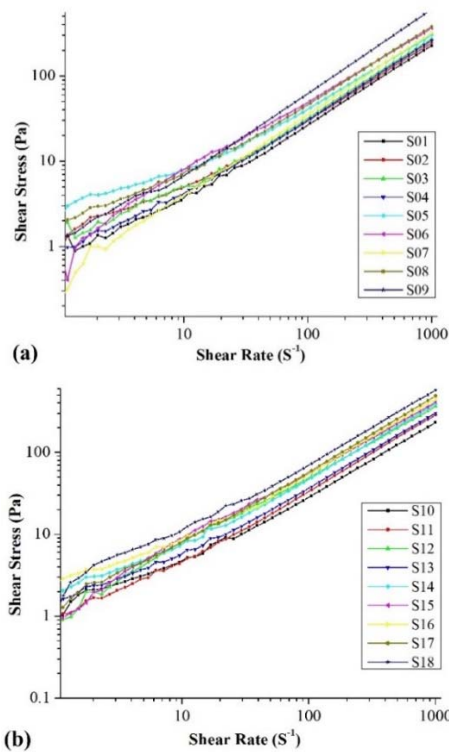 100
10
1
Shear Stress (Pa)
S01
S02
S03
S04
S05
S06
S07
S08
S09
10
100
1000
(a)
Shear Rate (S-1)
100
10
1
0.1
Shear Stress (Pa)
S10
S11
S12
S13
S14
S15
S16
S17
S18
10
100
1000
(b)
Shear Rate (S-1)